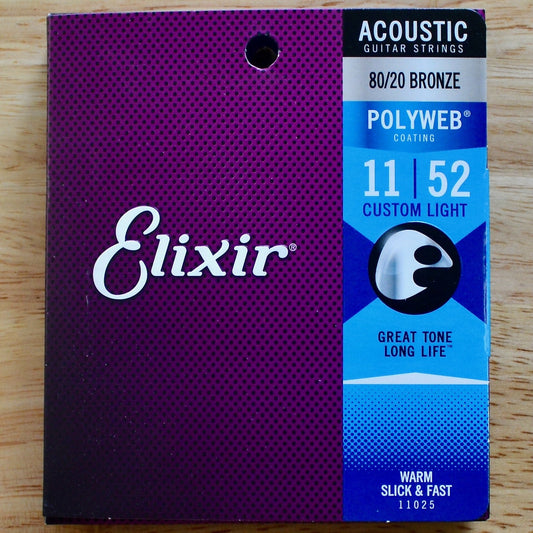 Elixir®
ACOUSTIC
GUITAR STRINGS
80/20 BRONZE
POLYWEB®
COATING
11 | 52
CUSTOM LIGHT
GREAT TONE
LONG LIFE™
WARM
SLICK & FAST
11025